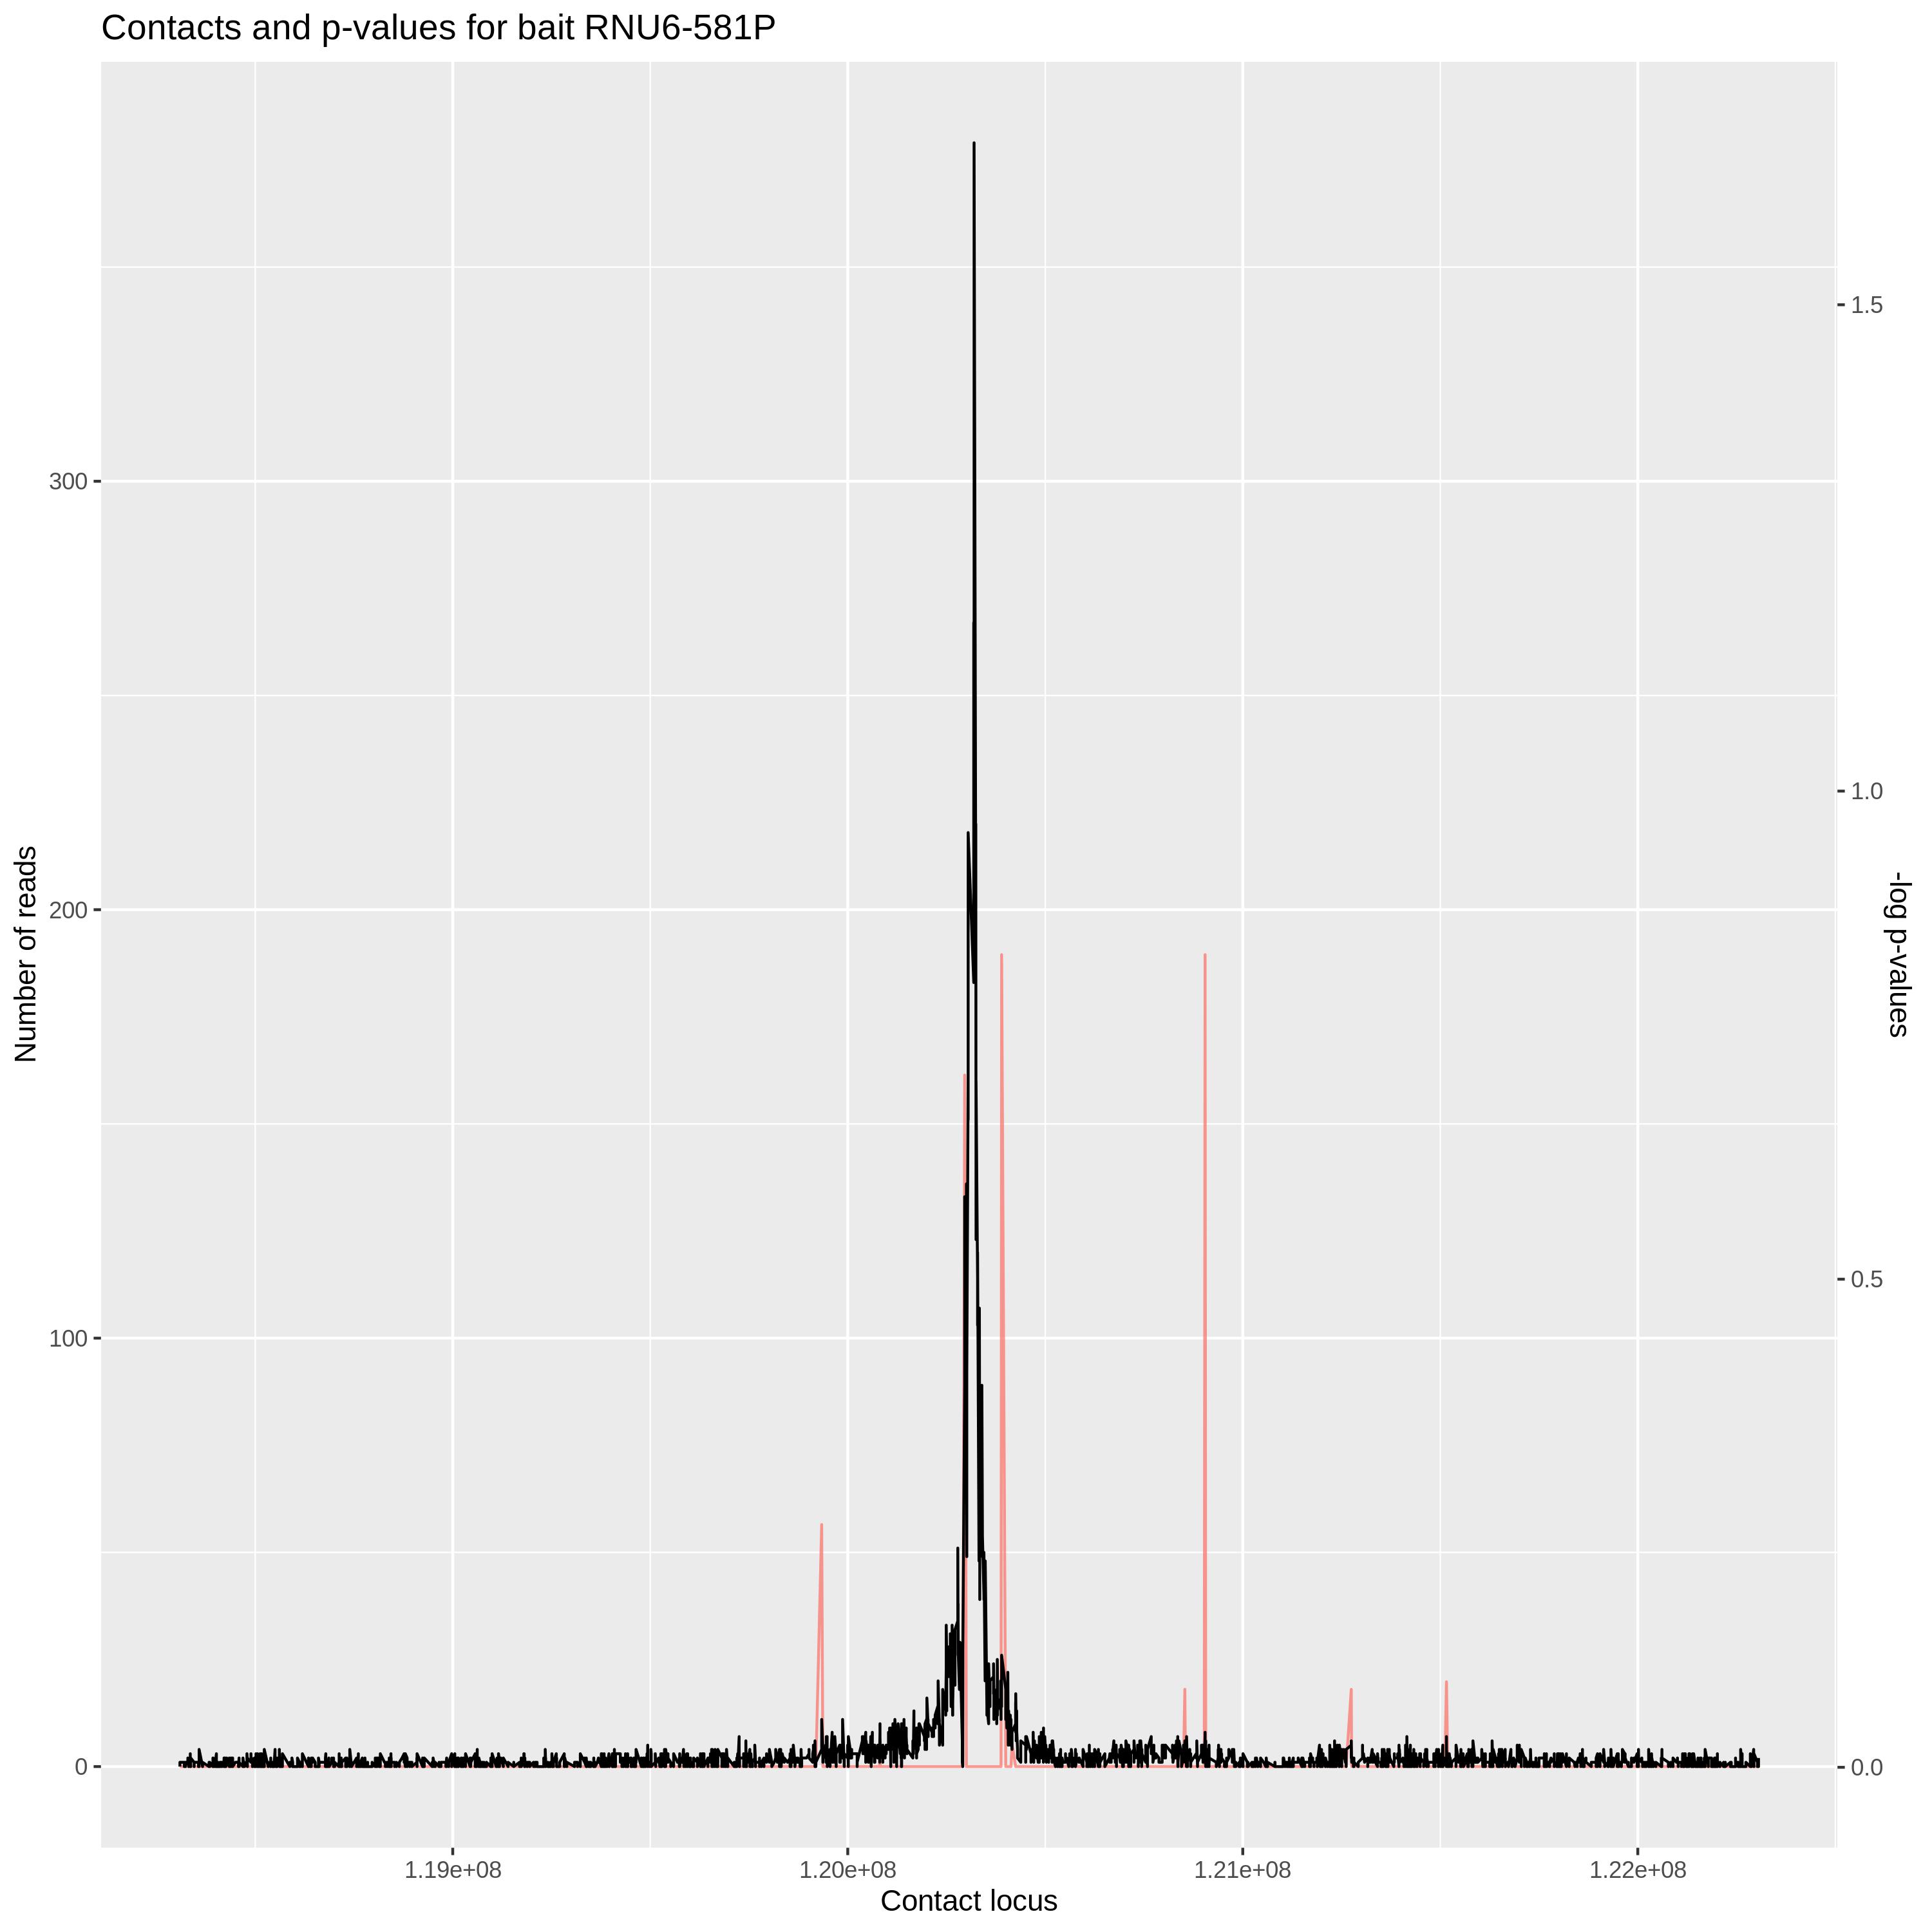 Contacts and p-values for bait RNU6-581P
300
200
100
0
Number of reads
1.5
1.0
0.5
0.0
-log p-values
1.19e+08
1.20e+08
1.21e+08
1.22e+08
Contact locus